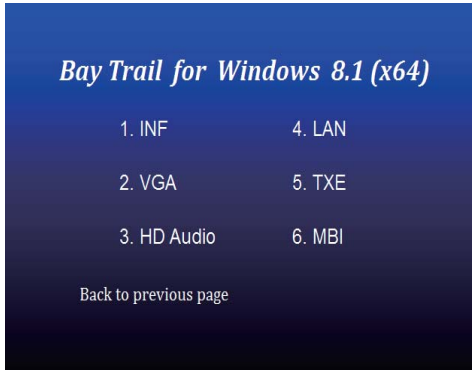 Bay Trail for Windows 8.1 (x64)
1. INF
2. VGA
3. HD Audio
4. LAN
5. TXE
6. MBI
Back to previous page